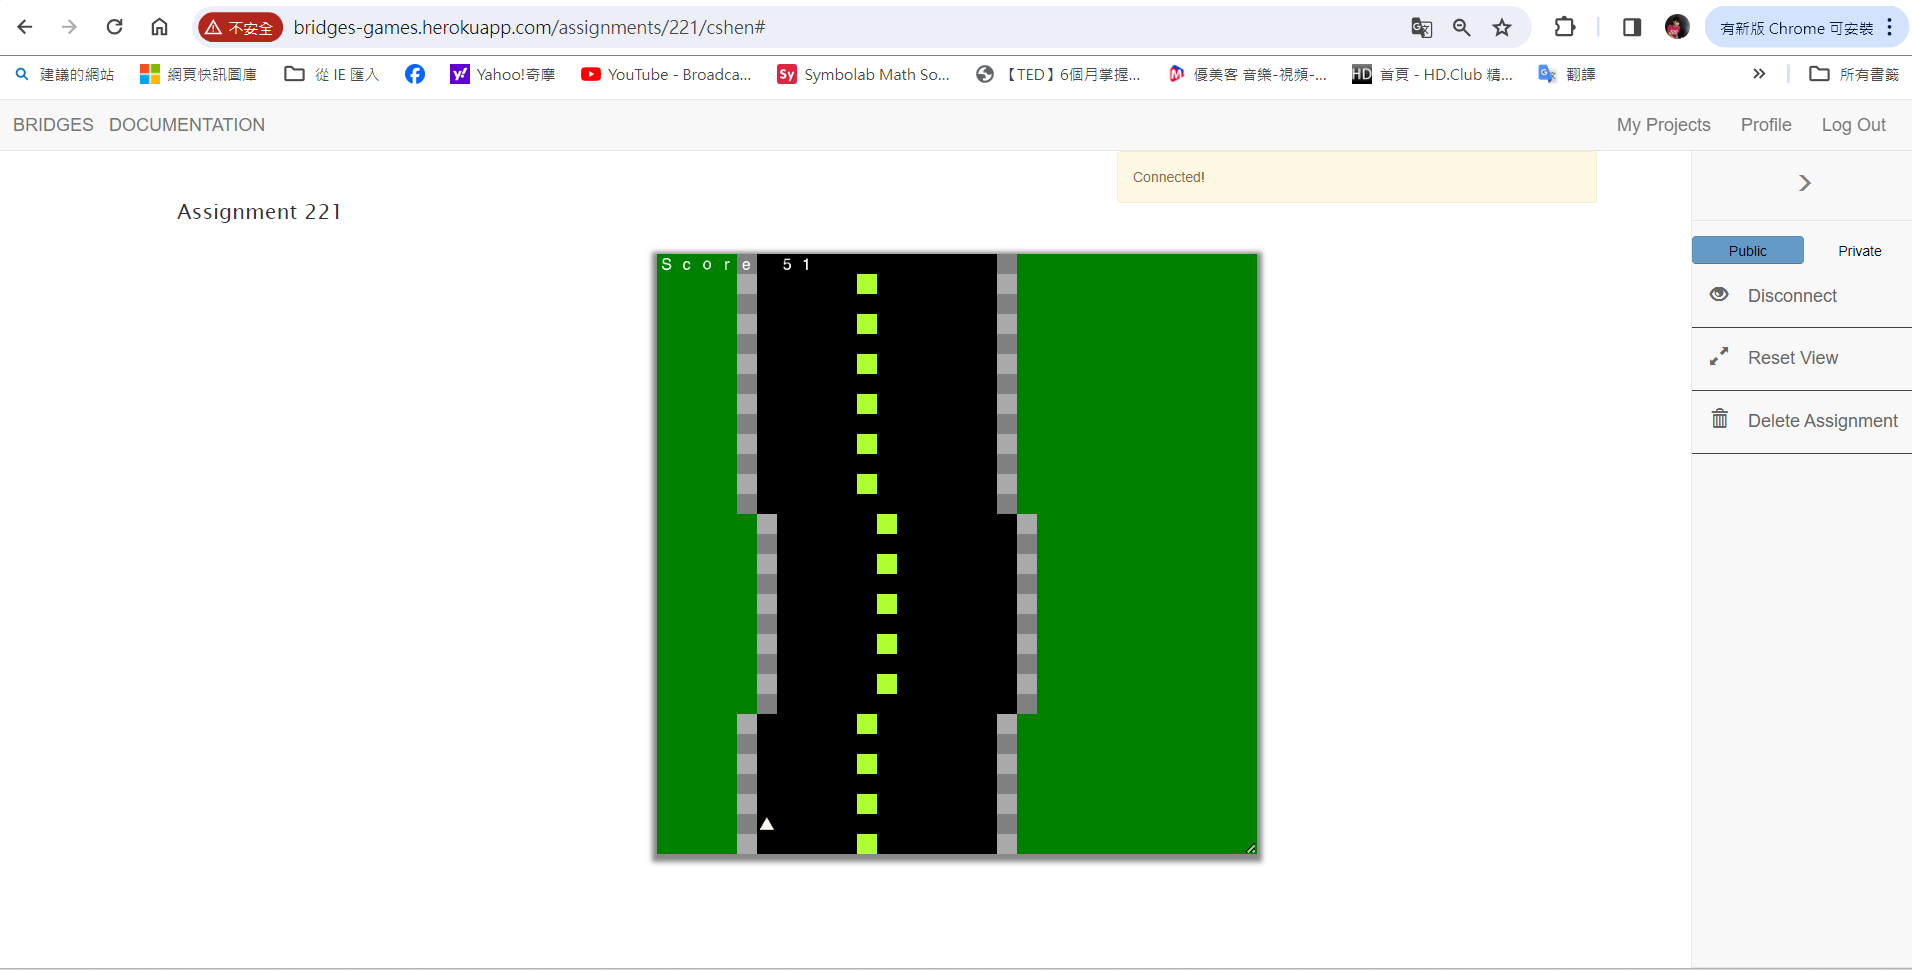 不安全 bridges-games.herokuapp.com/assignments/221/cshen# 有新版 Chrome 可安裝
建議的網站 網頁快訊圖庫 從 IE 匯入 Yahoo!奇摩 YouTube - Broadca... Sy Symbolab Math So... 【TED】6個月掌握... 優美客 音樂-視頻-... HD 首頁 - HD.Club 精... 翻譯 » 所有書籤
BRIDGES DOCUMENTATION My Projects Profile Log Out
Connected!
Assignment 221
Score 51
Public Private
Disconnect
Reset View
Delete Assignment